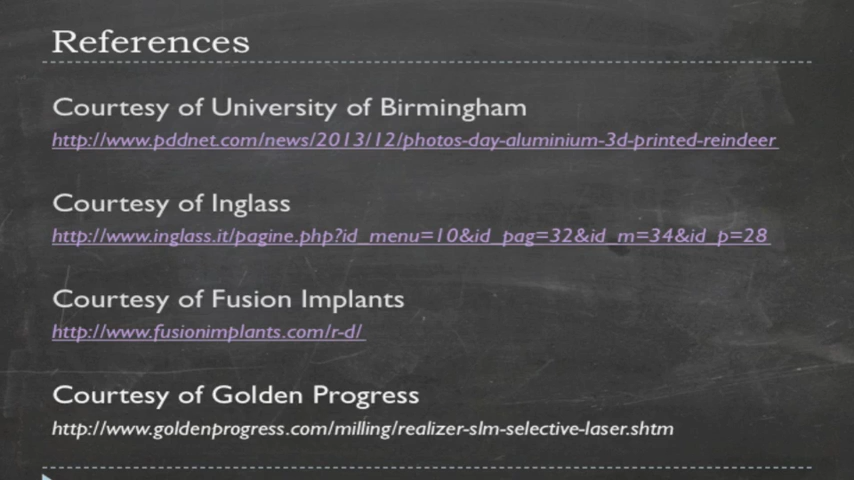 References
Courtesy of University of Birmingham
http://www.pddnet.com/news/2013/12/photos-day-aluminium-3d-printed-reindeer
Courtesy of Inglass
http://www.inglass.it/pagine.php?id_menu=10&id_pag=32&id_m=34&id_p=28
Courtesy of Fusion Implants
http://www.fusionimplants.com/r-d/
Courtesy of Golden Progress
http://www.goldenprogress.com/milling/realizer-slm-selective-laser.shtm